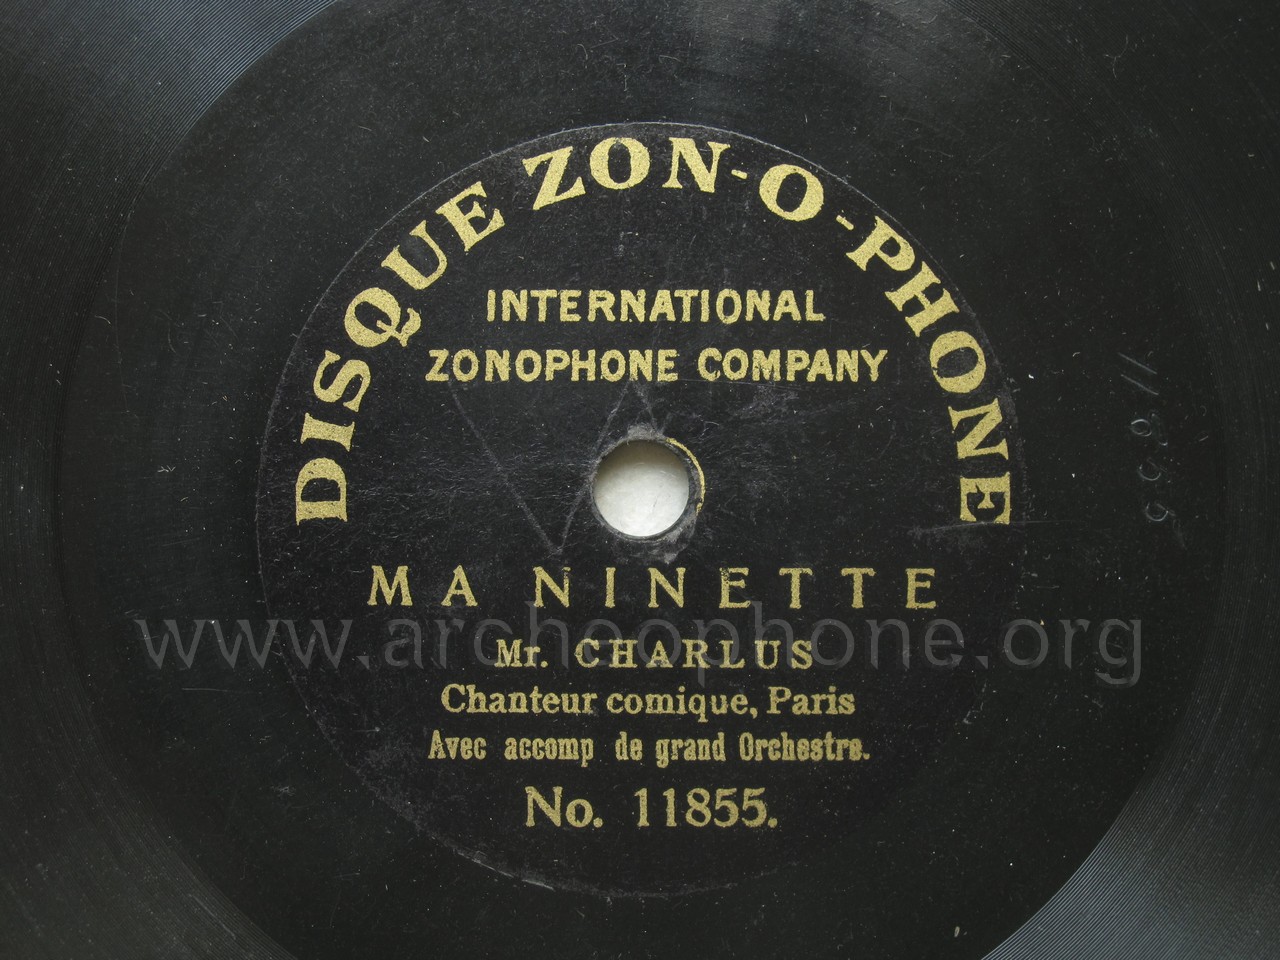 DISQUE ZON-O-PHONE
INTERNATIONAL
ZONOPHONE COMPANY
MA NINETTE
www.archeophone.org
Mr. CHARLUS
Chanteur comique, Paris
Avec accomp de grand Orchestre.
No. 11855.
11855